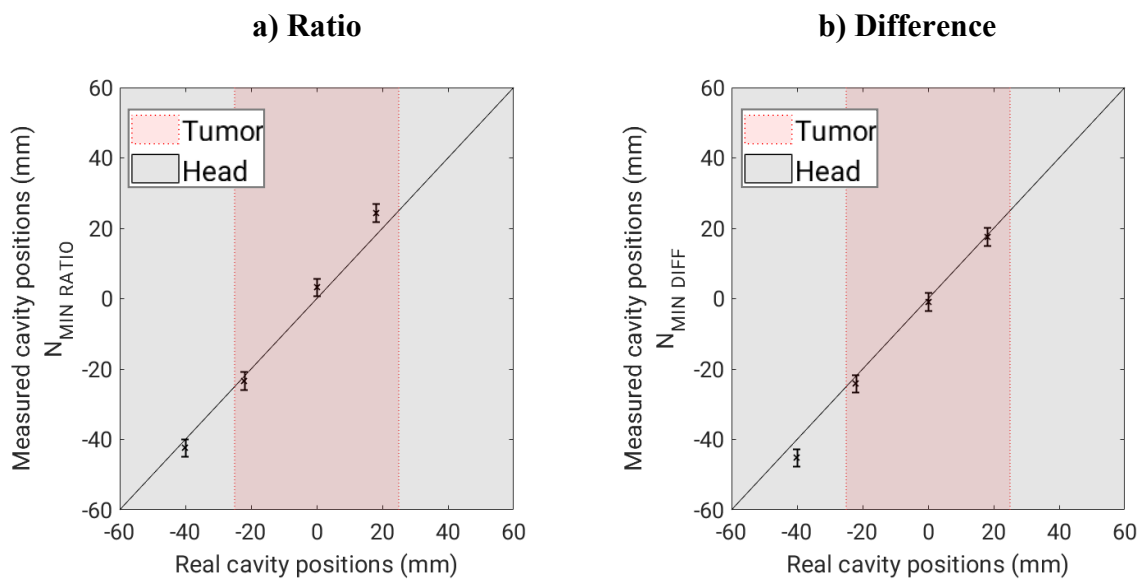 a) Ratio
Measured cavity positions (mm)
N_MIN RATIO
60
40
20
0
-20
-40
-60
Tumor
Head
-60 -40 -20 0 20 40 60
Real cavity positions (mm)
b) Difference
Measured cavity positions (mm)
N_MIN DIFF
60
40
20
0
-20
-40
-60
Tumor
Head
-60 -40 -20 0 20 40 60
Real cavity positions (mm)